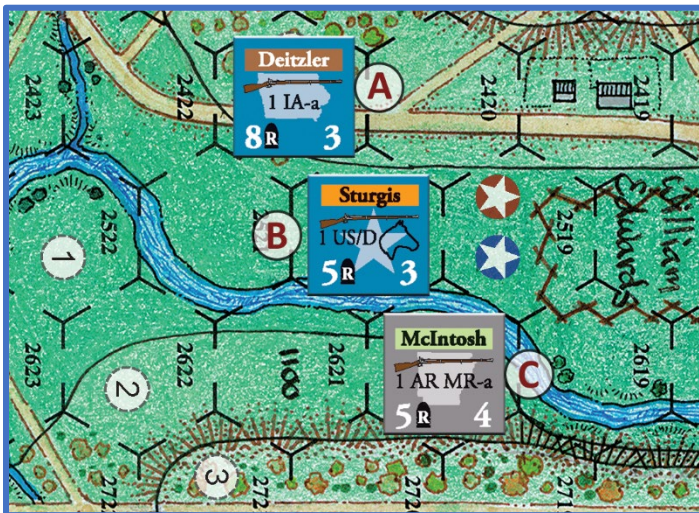 2423
2422
2420
2419
Deitzler
1 IA-a
8 R 3
A
2522
2519
William
Edwards
Sturgis
1 US/D
5 R 3
B
1
2623
2622
1100
2621
2619
McIntosh
1 AR MR-a
5 R 4
C
2
3